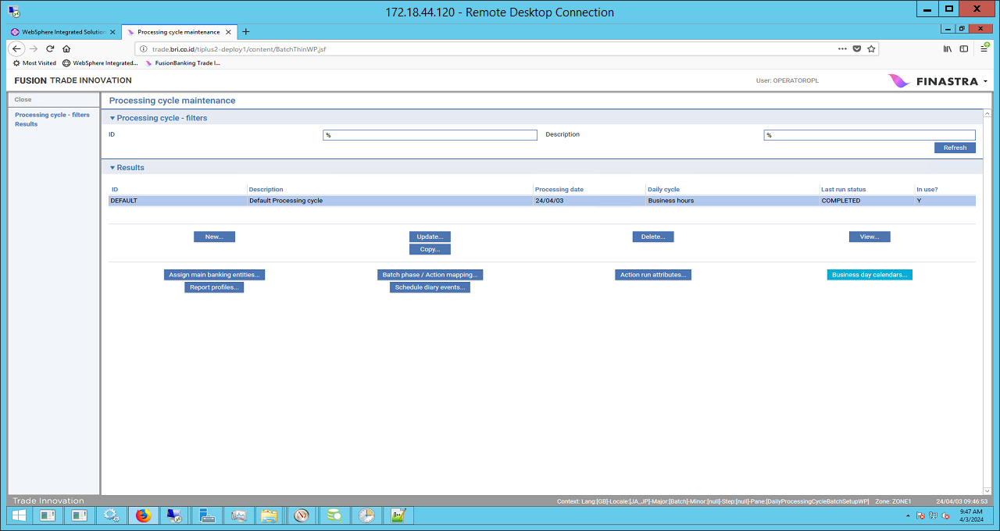 172.18.44.120 - Remote Desktop Connection
WebSphere Integrated Solution
Processing cycle maintenance
trade.bri.co.id/tiplus2-deploy1/content/BatchThinWP.jsf
Most Visited
WebSphere Integrated...
FusionBanking Trade I...
FUSION TRADE INNOVATION
User: OPERATOROPL
FINASTRA
Close
Processing cycle - filters
Results
Processing cycle maintenance
Processing cycle - filters
ID % Description %
Refresh
Results
ID Description Processing date Daily cycle Last run status In use?
DEFAULT Default Processing cycle 24/04/03 Business hours COMPLETED Y
New... Update... Delete... View...
Copy...
Assign main banking entities... Batch phase / Action mapping... Action run attributes... Business day calendars...
Report profiles... Schedule diary events...
Trade Innovation
Context: Lang:[GB]-Locale:[JA_JP]-Major:[Batch]-Minor:[null]-Step:[null]-Pane:[DailyProcessingCycleBatchSetupWP] Zone: ZONE1 24/04/03 09:46:53
9:47 AM
4/3/2024